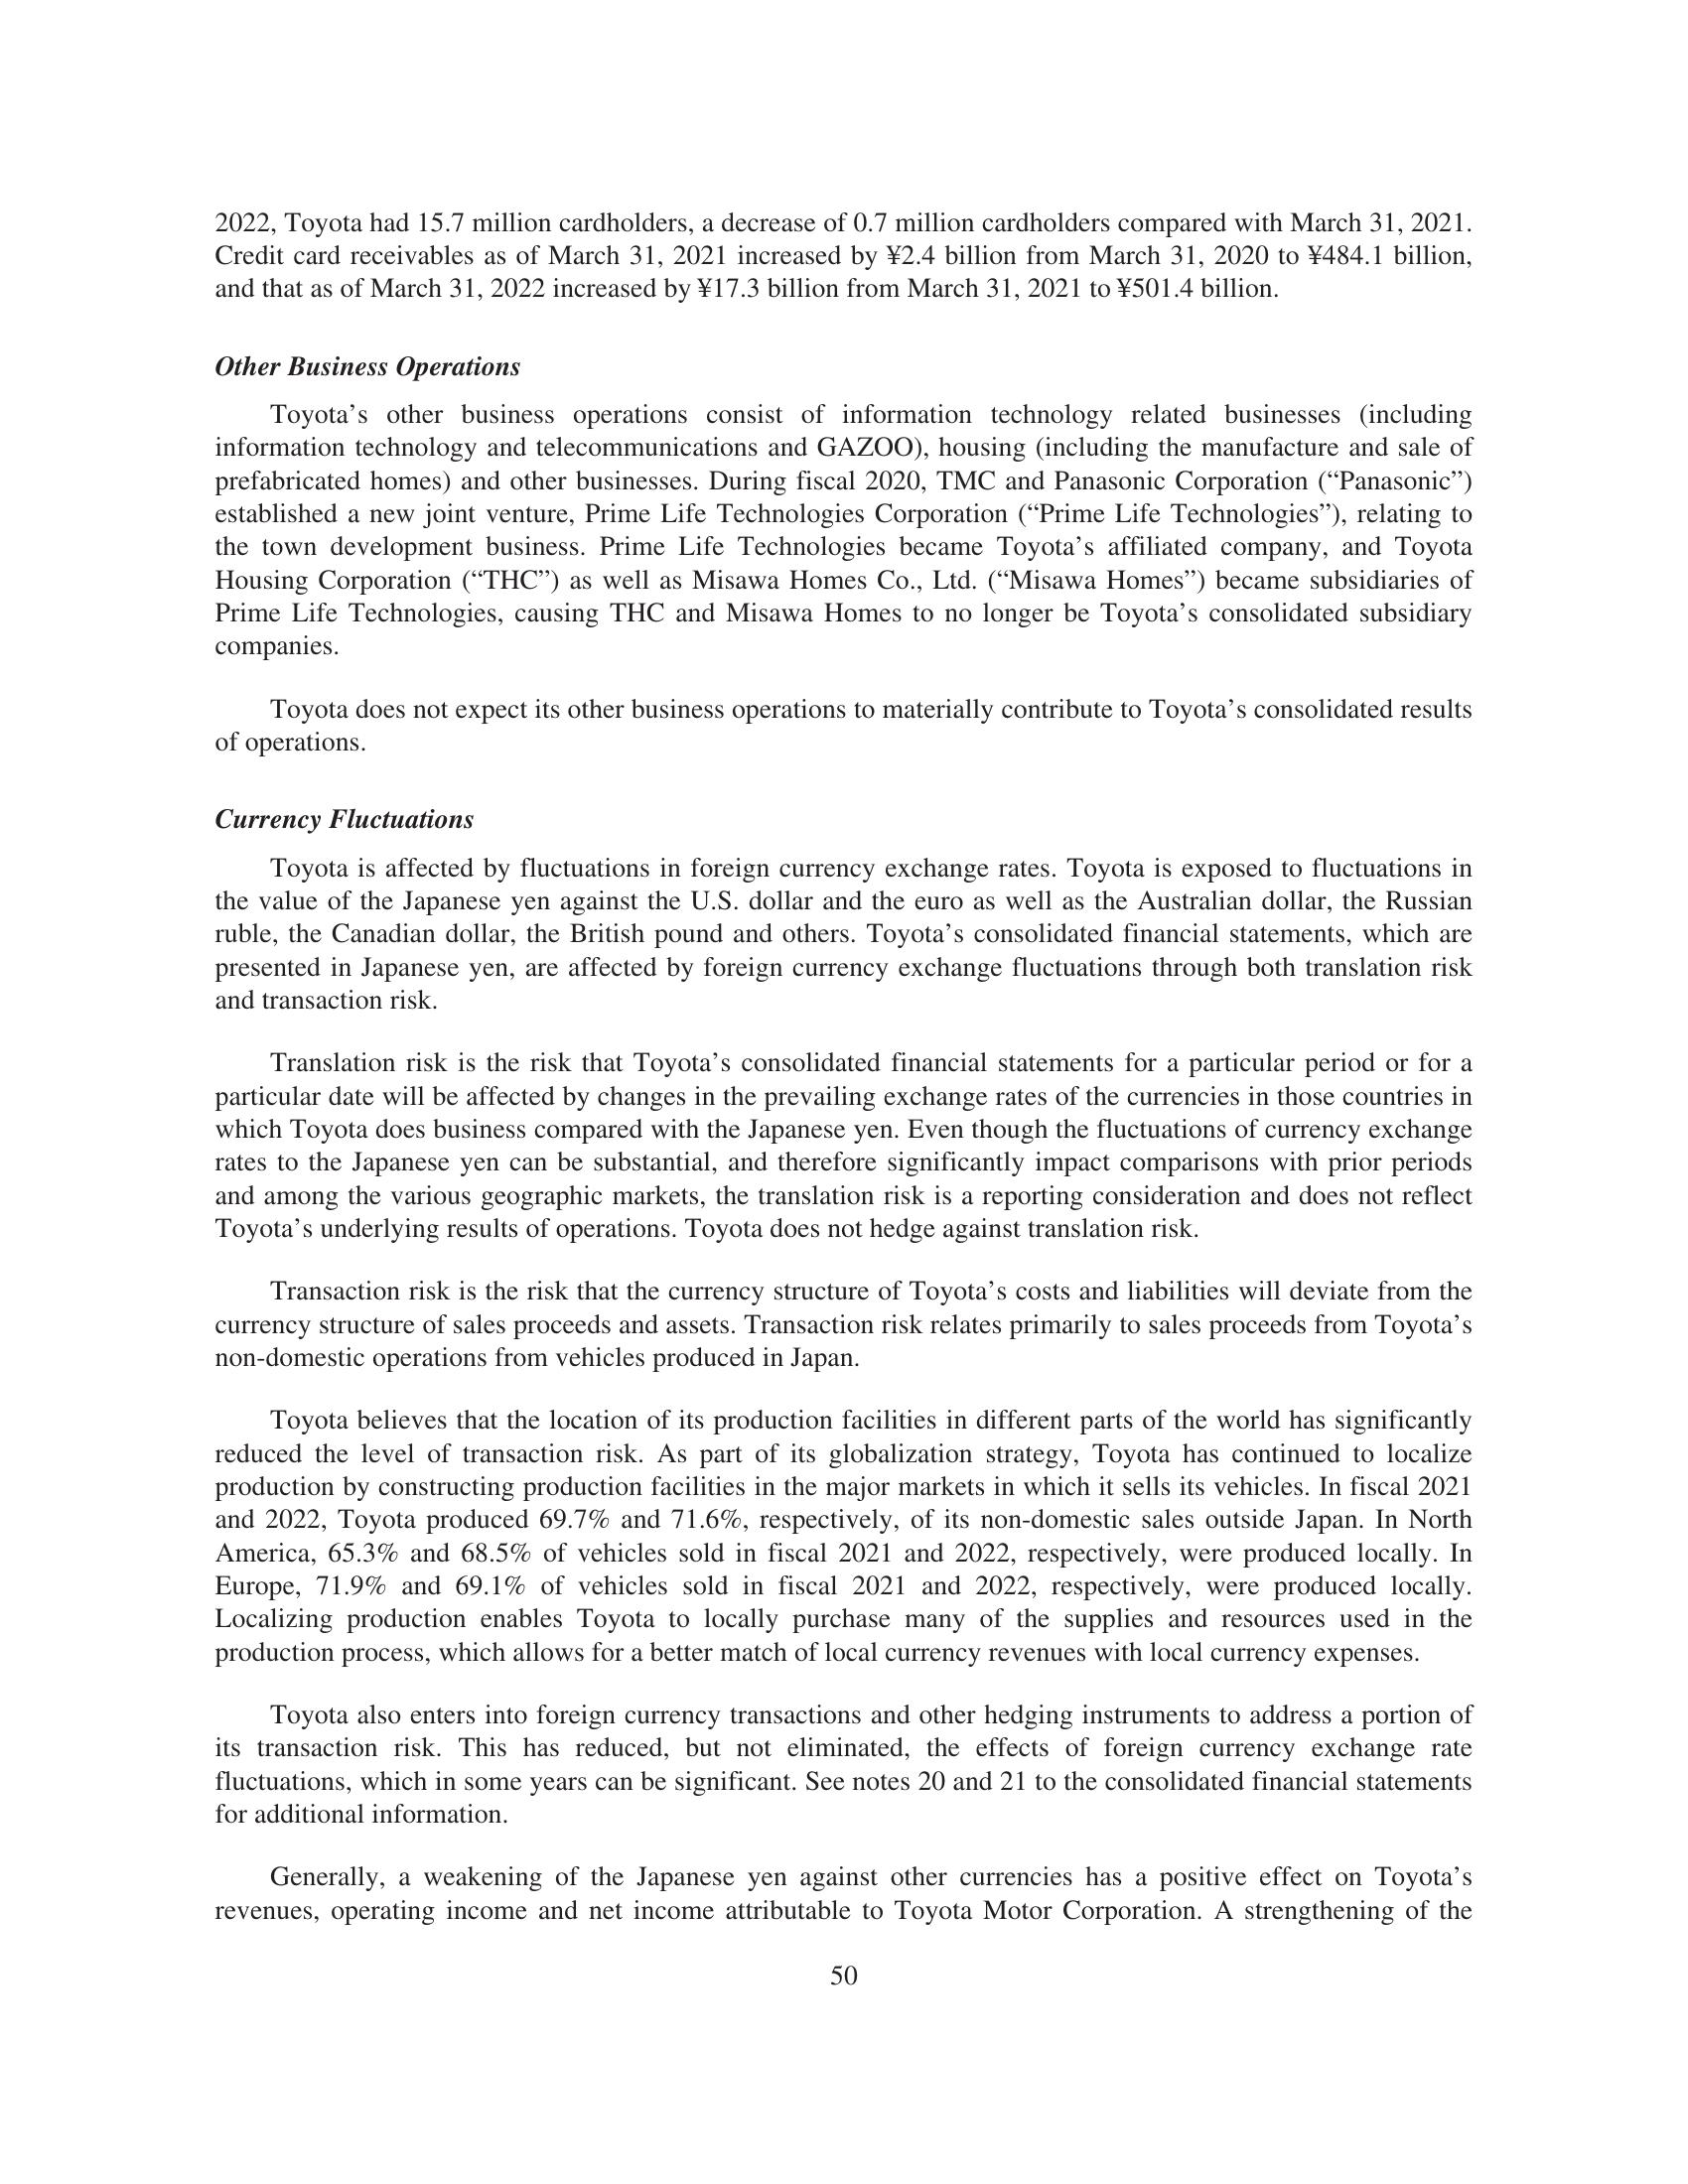 2022, Toyota had 15.7 million cardholders, a decrease of 0.7 million cardholders compared with March 31, 2021.
Credit card receivables as of March 31, 2021 increased by ¥2.4 billion from March 31, 2020 to ¥484.1 billion,
and that as of March 31, 2022 increased by ¥17.3 billion from March 31, 2021 to ¥501.4 billion.
Other Business Operations
Toyota’s other business operations consist of information technology related businesses (including
information technology and telecommunications and GAZOO), housing (including the manufacture and sale of
prefabricated homes) and other businesses. During fiscal 2020, TMC and Panasonic Corporation (“Panasonic”)
established a new joint venture, Prime Life Technologies Corporation (“Prime Life Technologies”), relating to
the town development business. Prime Life Technologies became Toyota’s affiliated company, and Toyota
Housing Corporation (“THC”) as well as Misawa Homes Co., Ltd. (“Misawa Homes”) became subsidiaries of
Prime Life Technologies, causing THC and Misawa Homes to no longer be Toyota’s consolidated subsidiary
companies.
Toyota does not expect its other business operations to materially contribute to Toyota’s consolidated results
of operations.
Currency Fluctuations
Toyota is affected by fluctuations in foreign currency exchange rates. Toyota is exposed to fluctuations in
the value of the Japanese yen against the U.S. dollar and the euro as well as the Australian dollar, the Russian
ruble, the Canadian dollar, the British pound and others. Toyota’s consolidated financial statements, which are
presented in Japanese yen, are affected by foreign currency exchange fluctuations through both translation risk
and transaction risk.
Translation risk is the risk that Toyota’s consolidated financial statements for a particular period or for a
particular date will be affected by changes in the prevailing exchange rates of the currencies in those countries in
which Toyota does business compared with the Japanese yen. Even though the fluctuations of currency exchange
rates to the Japanese yen can be substantial, and therefore significantly impact comparisons with prior periods
and among the various geographic markets, the translation risk is a reporting consideration and does not reflect
Toyota’s underlying results of operations. Toyota does not hedge against translation risk.
Transaction risk is the risk that the currency structure of Toyota’s costs and liabilities will deviate from the
currency structure of sales proceeds and assets. Transaction risk relates primarily to sales proceeds from Toyota’s
non-domestic operations from vehicles produced in Japan.
Toyota believes that the location of its production facilities in different parts of the world has significantly
reduced the level of transaction risk. As part of its globalization strategy, Toyota has continued to localize
production by constructing production facilities in the major markets in which it sells its vehicles. In fiscal 2021
and 2022, Toyota produced 69.7% and 71.6%, respectively, of its non-domestic sales outside Japan. In North
America, 65.3% and 68.5% of vehicles sold in fiscal 2021 and 2022, respectively, were produced locally. In
Europe, 71.9% and 69.1% of vehicles sold in fiscal 2021 and 2022, respectively, were produced locally.
Localizing production enables Toyota to locally purchase many of the supplies and resources used in the
production process, which allows for a better match of local currency revenues with local currency expenses.
Toyota also enters into foreign currency transactions and other hedging instruments to address a portion of
its transaction risk. This has reduced, but not eliminated, the effects of foreign currency exchange rate
fluctuations, which in some years can be significant. See notes 20 and 21 to the consolidated financial statements
for additional information.
Generally, a weakening of the Japanese yen against other currencies has a positive effect on Toyota’s
revenues, operating income and net income attributable to Toyota Motor Corporation. A strengthening of the
50